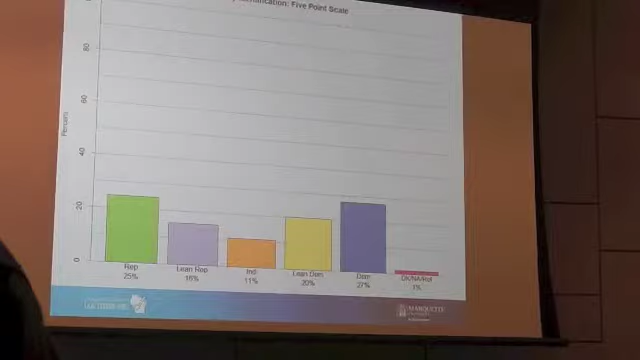 Five Point Scale
80
60
Percent
40
20
0
Rep
25%
Lean Rep
16%
Ind
11%
Lean Dem
20%
Dem
27%
DK/NA/Ref
1%
MARQUETTE